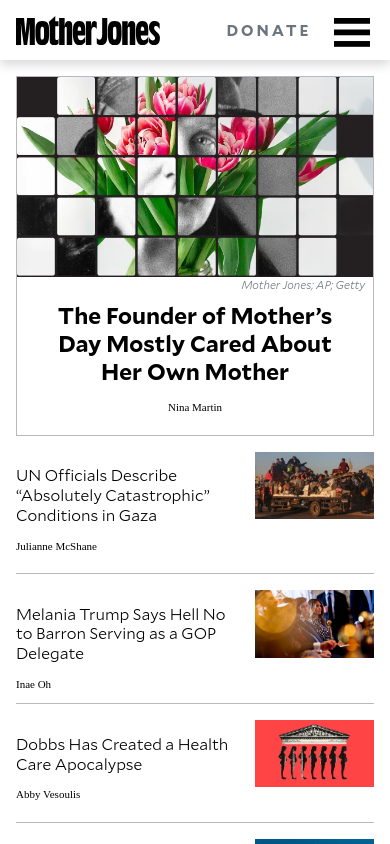 Mother Jones
DONATE
Mother Jones; AP; Getty
The Founder of Mother’s
Day Mostly Cared About
Her Own Mother
Nina Martin
UN Officials Describe
“Absolutely Catastrophic”
Conditions in Gaza
Julianne McShane
Melania Trump Says Hell No
to Barron Serving as a GOP
Delegate
Inae Oh
Dobbs Has Created a Health
Care Apocalypse
Abby Vesoulis